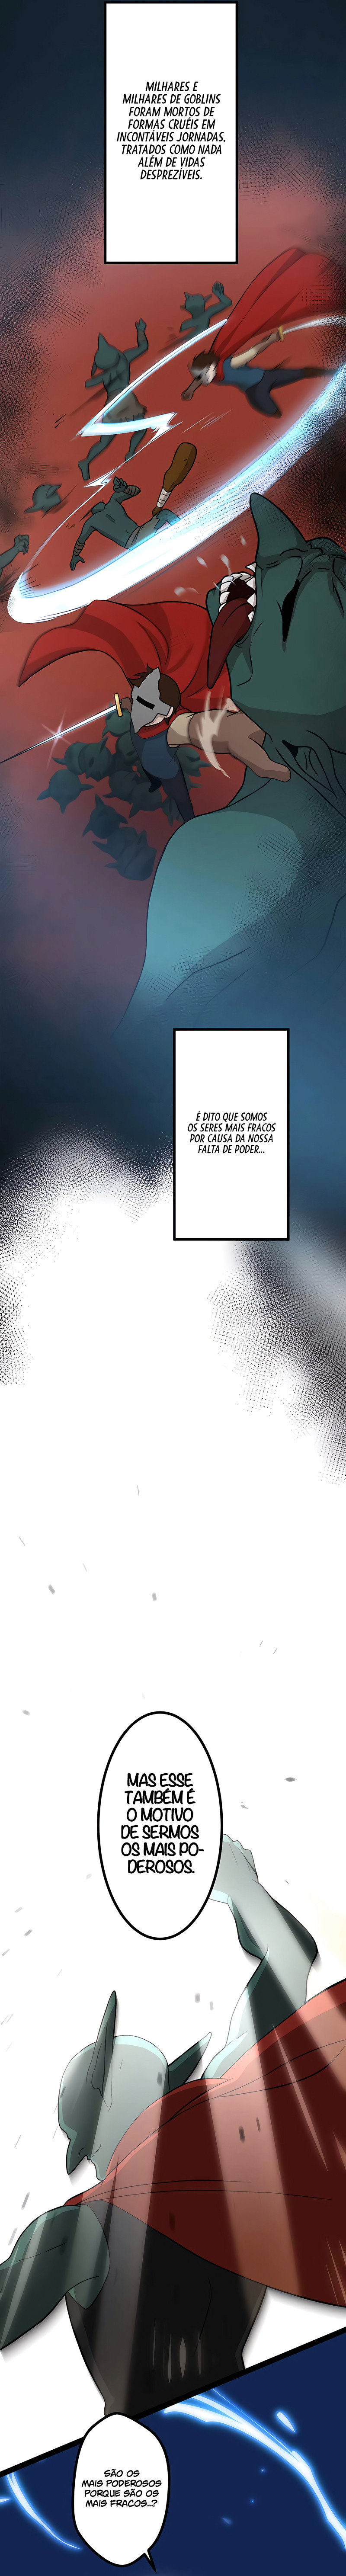 MILHARES E
MILHARES DE GOBLINS
FORAM MORTOS DE
FORMAS CRUÉIS EM
INCONTÁVEIS JORNADAS,
TRATADOS COMO NADA
ALÉM DE VIDAS
DESPREZÍVEIS.
É DITO QUE SOMOS
OS SERES MAIS FRACOS
POR CAUSA DA NOSSA
FALTA DE PODER...
MAS ESSE
TAMBÉM É
O MOTIVO
DE SERMOS
OS MAIS PO-
DEROSOS.
SÃO OS
MAIS PODEROSOS
PORQUE SÃO OS
MAIS FRACOS..?